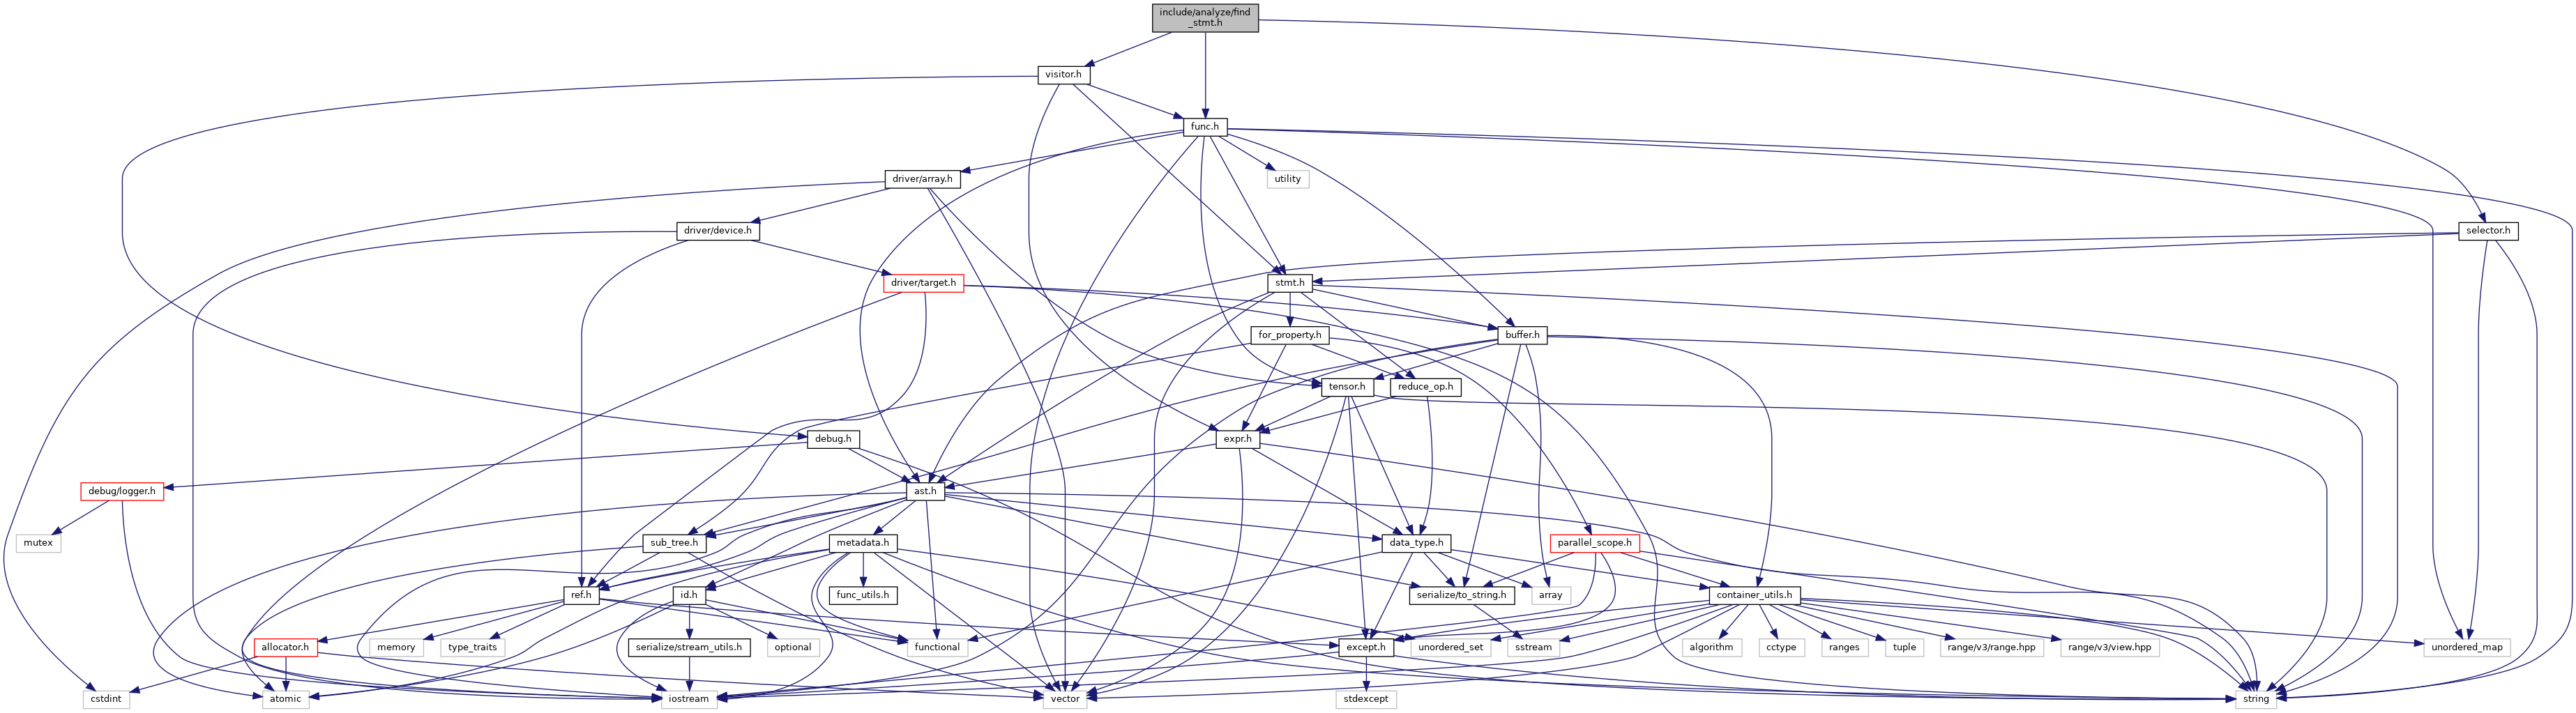 include/analyze/find
_stmt.h
visitor.h
func.h
driver/array.h
utility
driver/device.h
selector.h
driver/target.h
stmt.h
for_property.h
buffer.h
tensor.h
reduce_op.h
debug.h
expr.h
debug/logger.h
ast.h
mutex
sub_tree.h
metadata.h
data_type.h
parallel_scope.h
ref.h
id.h
func_utils.h
serialize/to_string.h
array
container_utils.h
allocator.h
memory
type_traits
serialize/stream_utils.h
optional
functional
except.h
unordered_set
sstream
algorithm
cctype
ranges
tuple
range/v3/range.hpp
range/v3/view.hpp
unordered_map
cstdint
atomic
iostream
vector
stdexcept
string